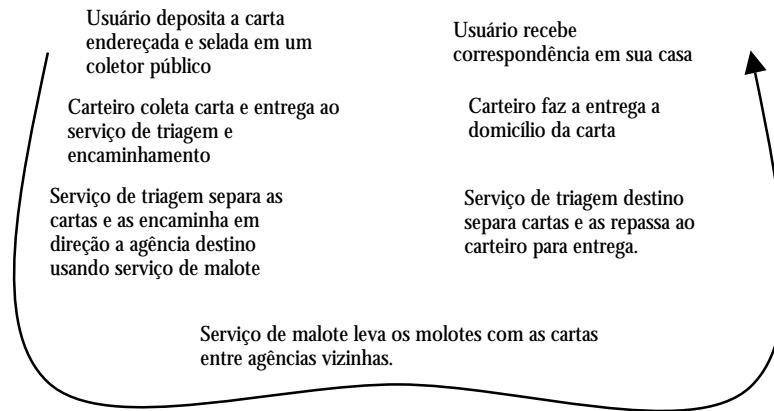 Usuário deposita a carta
endereçada e selada em um
coletor público
Usuário recebe
correspondência em sua casa
Carteiro coleta carta e entrega ao
serviço de triagem e
encaminhamento
Carteiro faz a entrega a
domicílio da carta
Serviço de triagem separa as
cartas e as encaminha em
direção a agência destino
usando serviço de malote
Serviço de triagem destino
separa cartas e as repassa ao
carteiro para entrega.
Serviço de malote leva os molotes com as cartas
entre agências vizinhas.